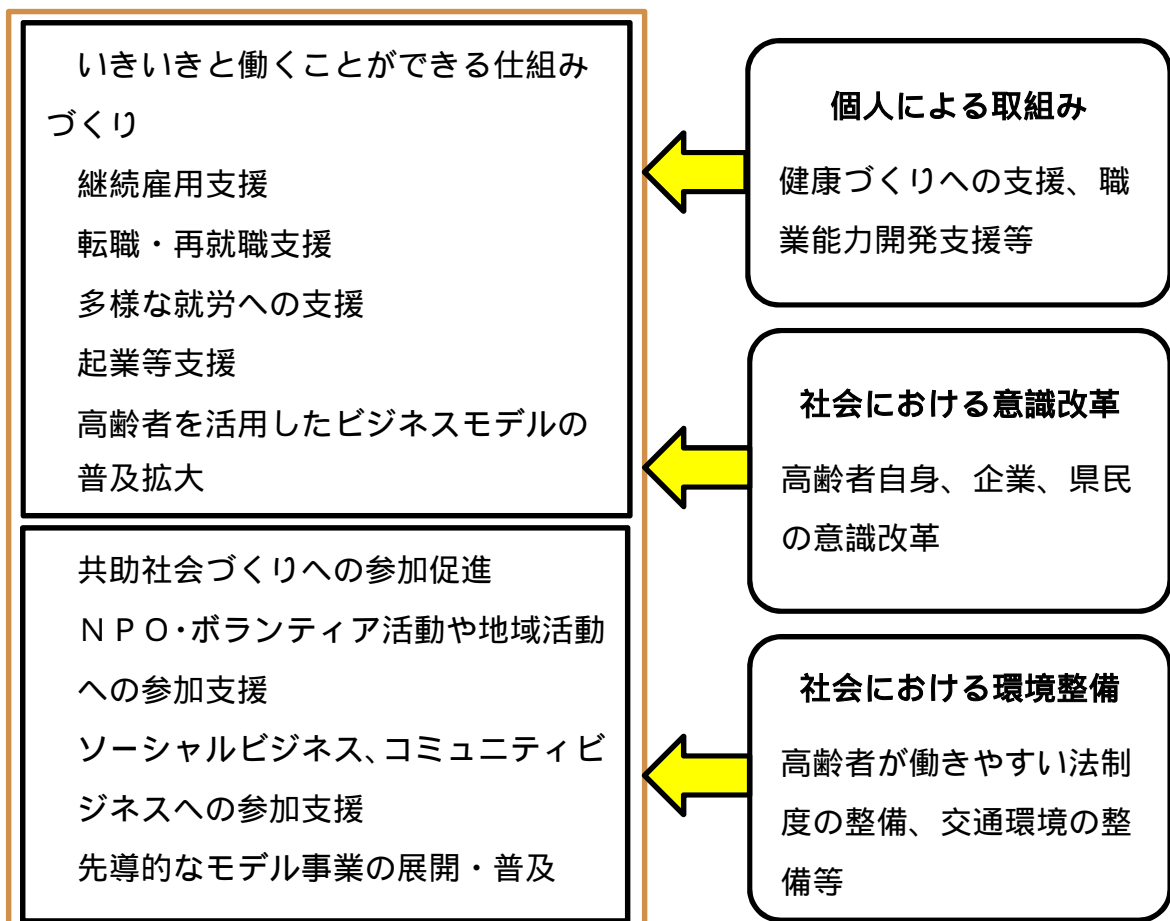 いきいきと働くことができる仕組み
づくり
継続雇用支援
転職・再就職支援
多様な就労への支援
起業等支援
高齢者を活用したビジネスモデルの
普及拡大
共助社会づくりへの参加促進
ＮＰＯ･ボランティア活動や地域活動
への参加支援
ソーシャルビジネス､コミュニティビ
ジネスへの参加支援
先導的なモデル事業の展開・普及
個人による取組み
健康づくりへの支援、職
業能力開発支援等
社会における意識改革
高齢者自身、企業、県民
の意識改革
社会における環境整備
高齢者が働きやすい法制
度の整備、交通環境の整
備等